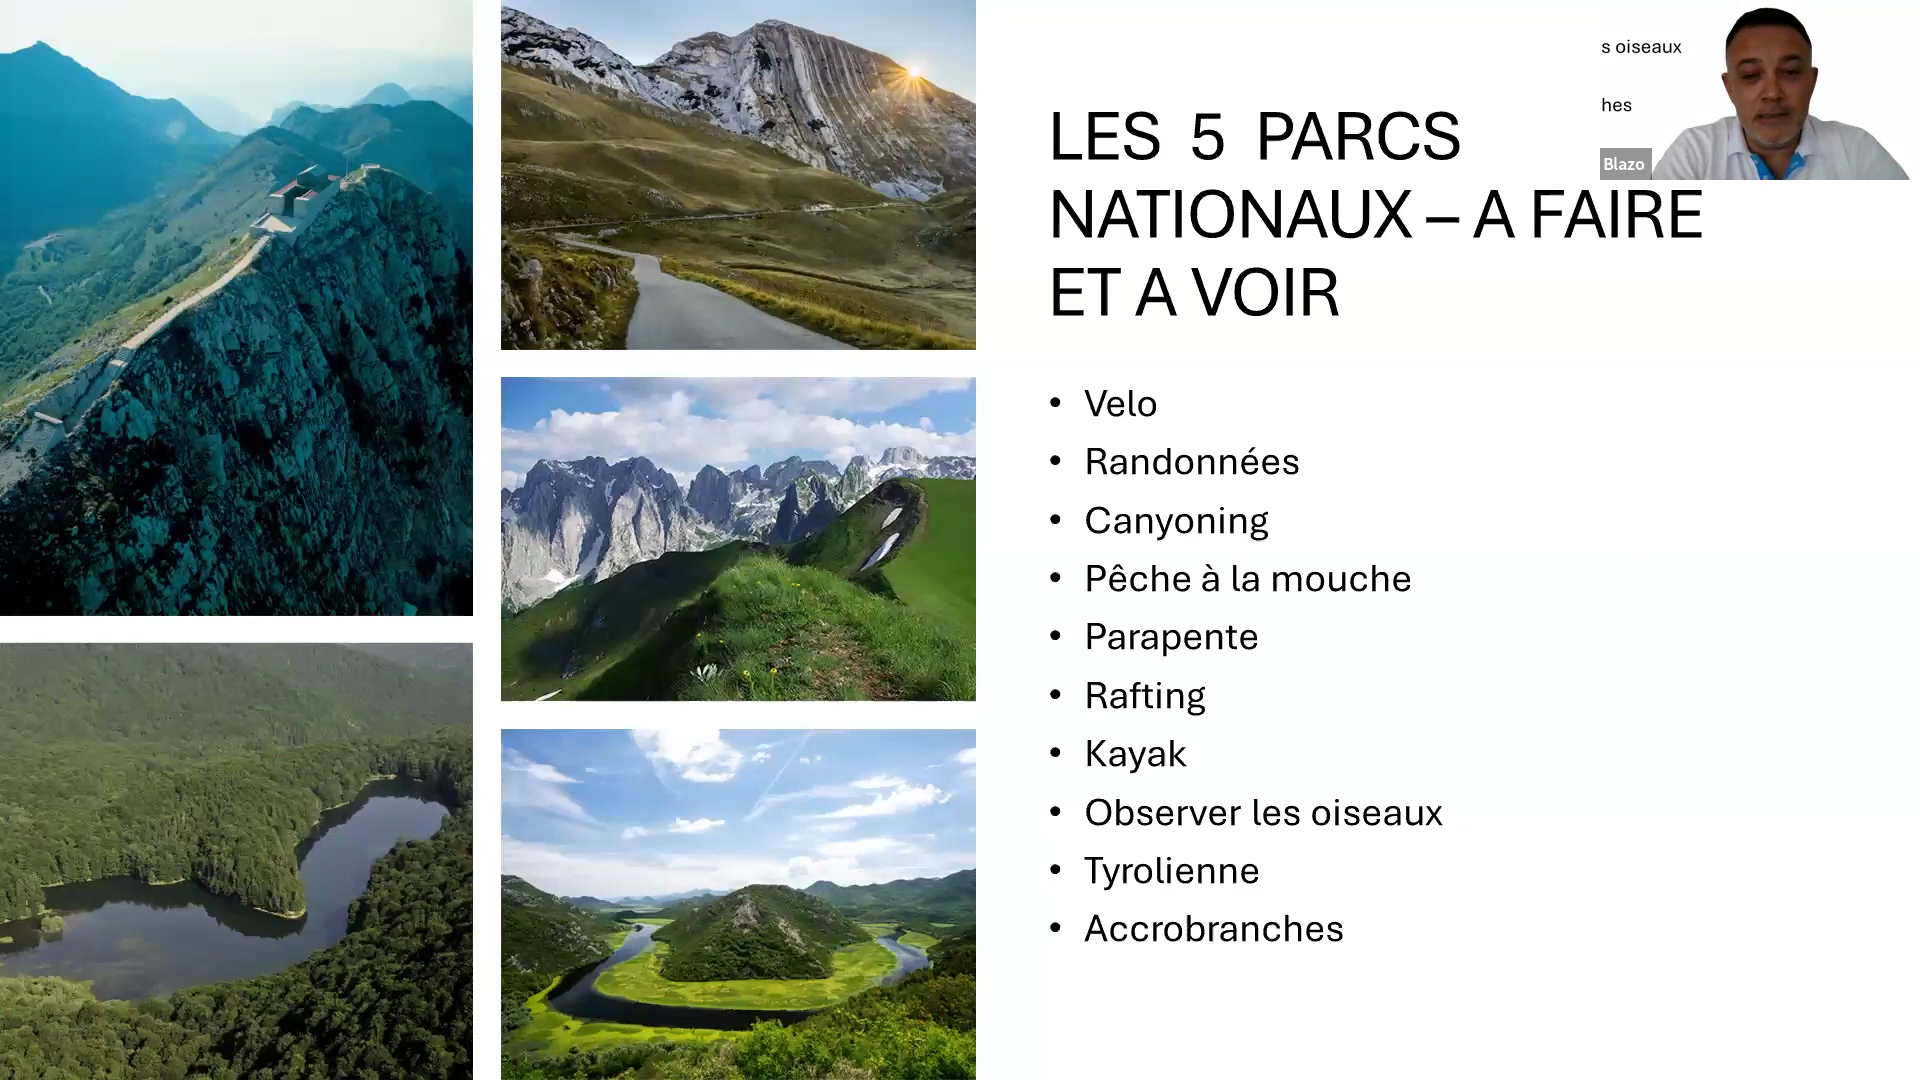 LES 5 PARCS
NATIONAUX – A FAIRE
ET A VOIR
• Velo
• Randonnées
• Canyoning
• Pêche à la mouche
• Parapente
• Rafting
• Kayak
• Observer les oiseaux
• Tyrolienne
• Accrobranches
s oiseaux
hes
Blazo